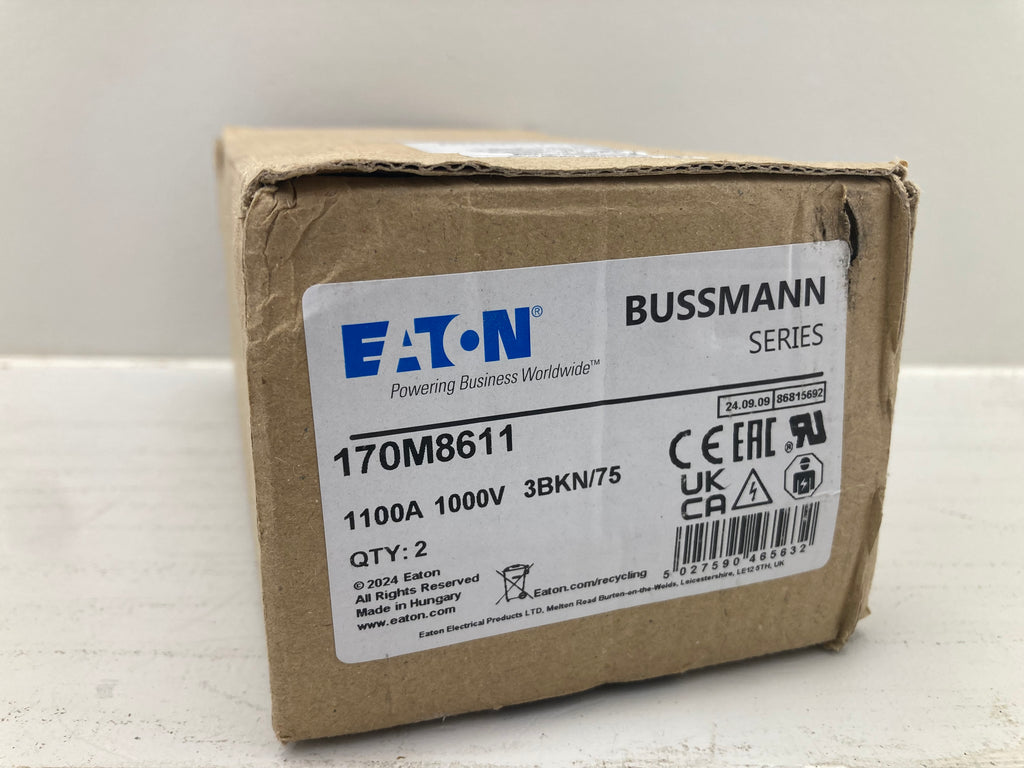 EATON®
Powering Business Worldwide™
BUSSMANN
SERIES
24.09.09 86815692
170M8611
1100A 1000V 3BKN/75
QTY: 2
© 2024 Eaton
All Rights Reserved
Made in Hungary
www.eaton.com
Eaton.com/recycling
CE EAC
UK
CA
5 027590 465632
Eaton Electrical Products LTD, Melton Road Burton-on-the-Wolds, Leicestershire, LE12 5TH, UK